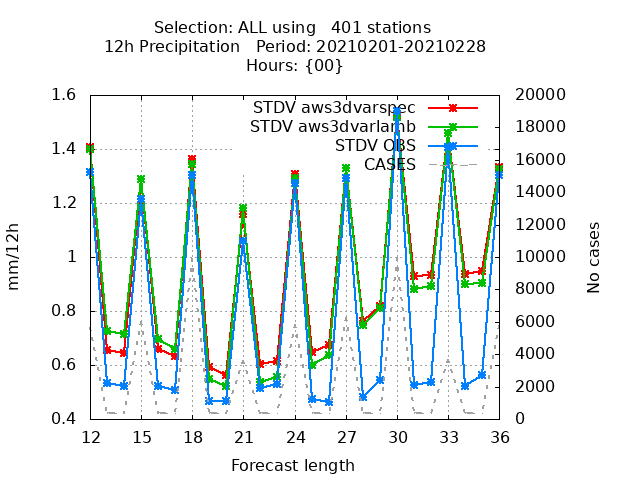 Selection: ALL using   401 stations
12h Precipitation   Period: 20210201-20210228
Hours: {00}
STDV aws3dvarspec
STDV aws3dvarlamb
STDV OBS
CASES
1.6
1.4
1.2
1
0.8
0.6
0.4
mm/12h
20000
18000
16000
14000
12000
10000
8000
6000
4000
2000
0
No cases
12 15 18 21 24 27 30 33 36
Forecast length